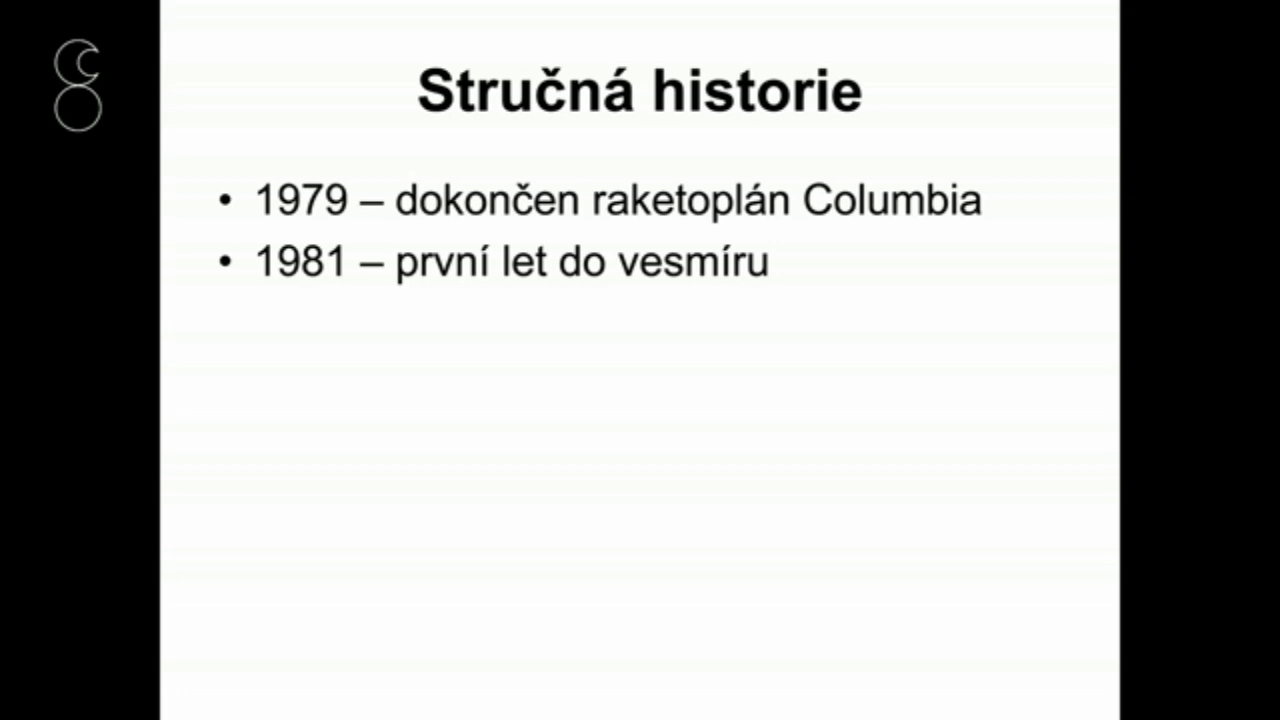 Stručná historie
• 1979 – dokončen raketoplán Columbia
• 1981 – první let do vesmíru